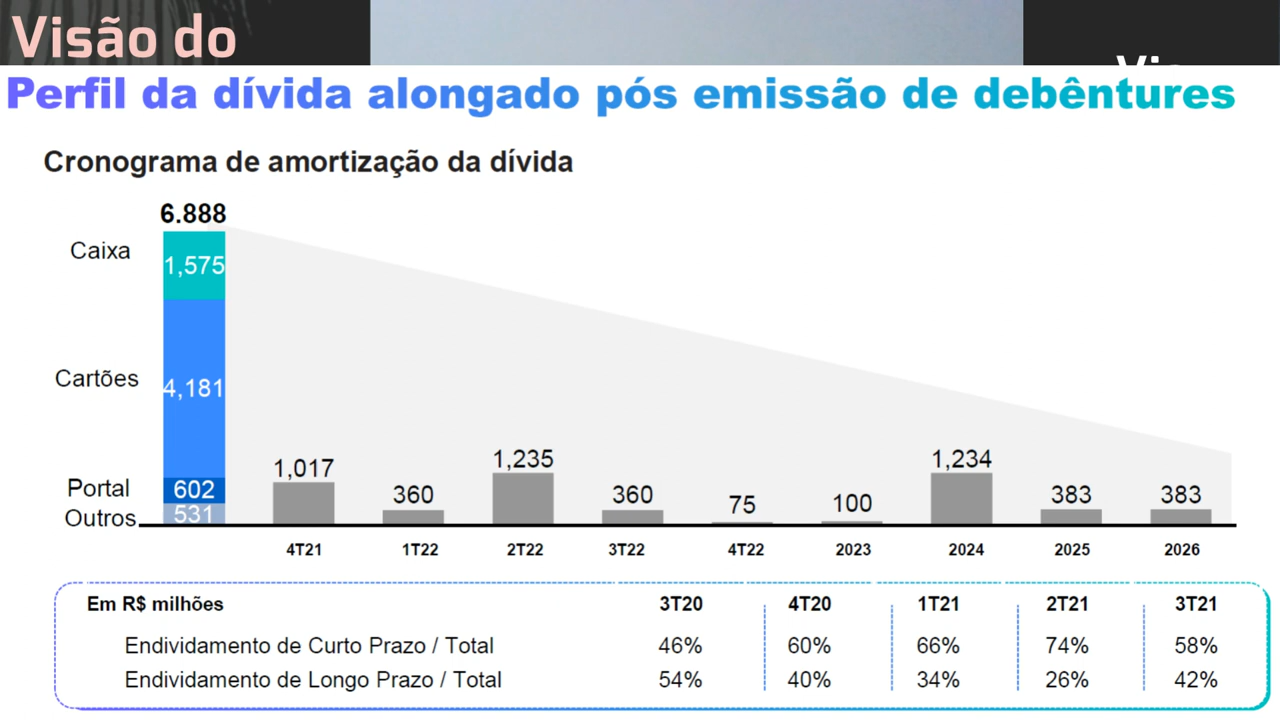 Visão do
Perfil da dívida alongado pós emissão de debêntures
Cronograma de amortização da dívida
6.888
Caixa
1,575
Cartões
4,181
Portal
602
Outros
531
1,017
360
1,235
360
75
100
1,234
383
383
4T21
1T22
2T22
3T22
4T22
2023
2024
2025
2026
Em R$ milhões 3T20 4T20 1T21 2T21 3T21
Endividamento de Curto Prazo / Total 46% 60% 66% 74% 58%
Endividamento de Longo Prazo / Total 54% 40% 34% 26% 42%